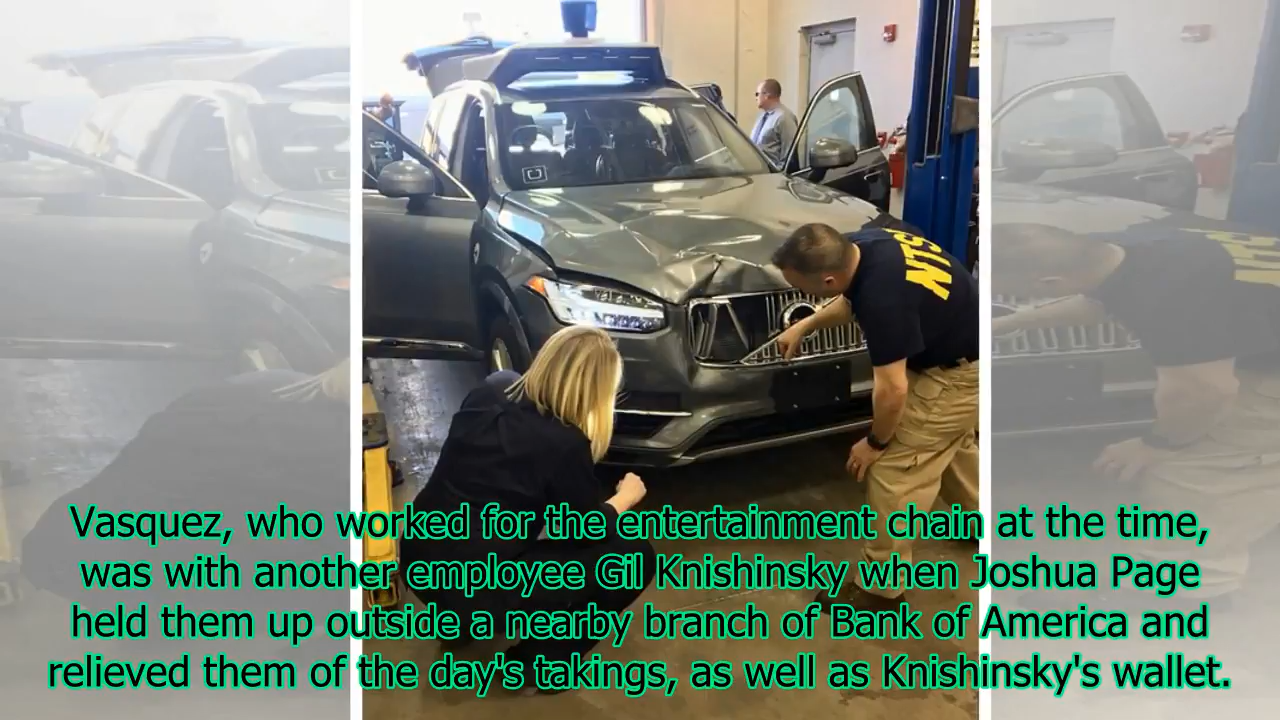 NTSB
Vasquez, who worked for the entertainment chain at the time,
was with another employee Gil Knishinsky when Joshua Page
held them up outside a nearby branch of Bank of America and
relieved them of the day's takings, as well as Knishinsky's wallet.